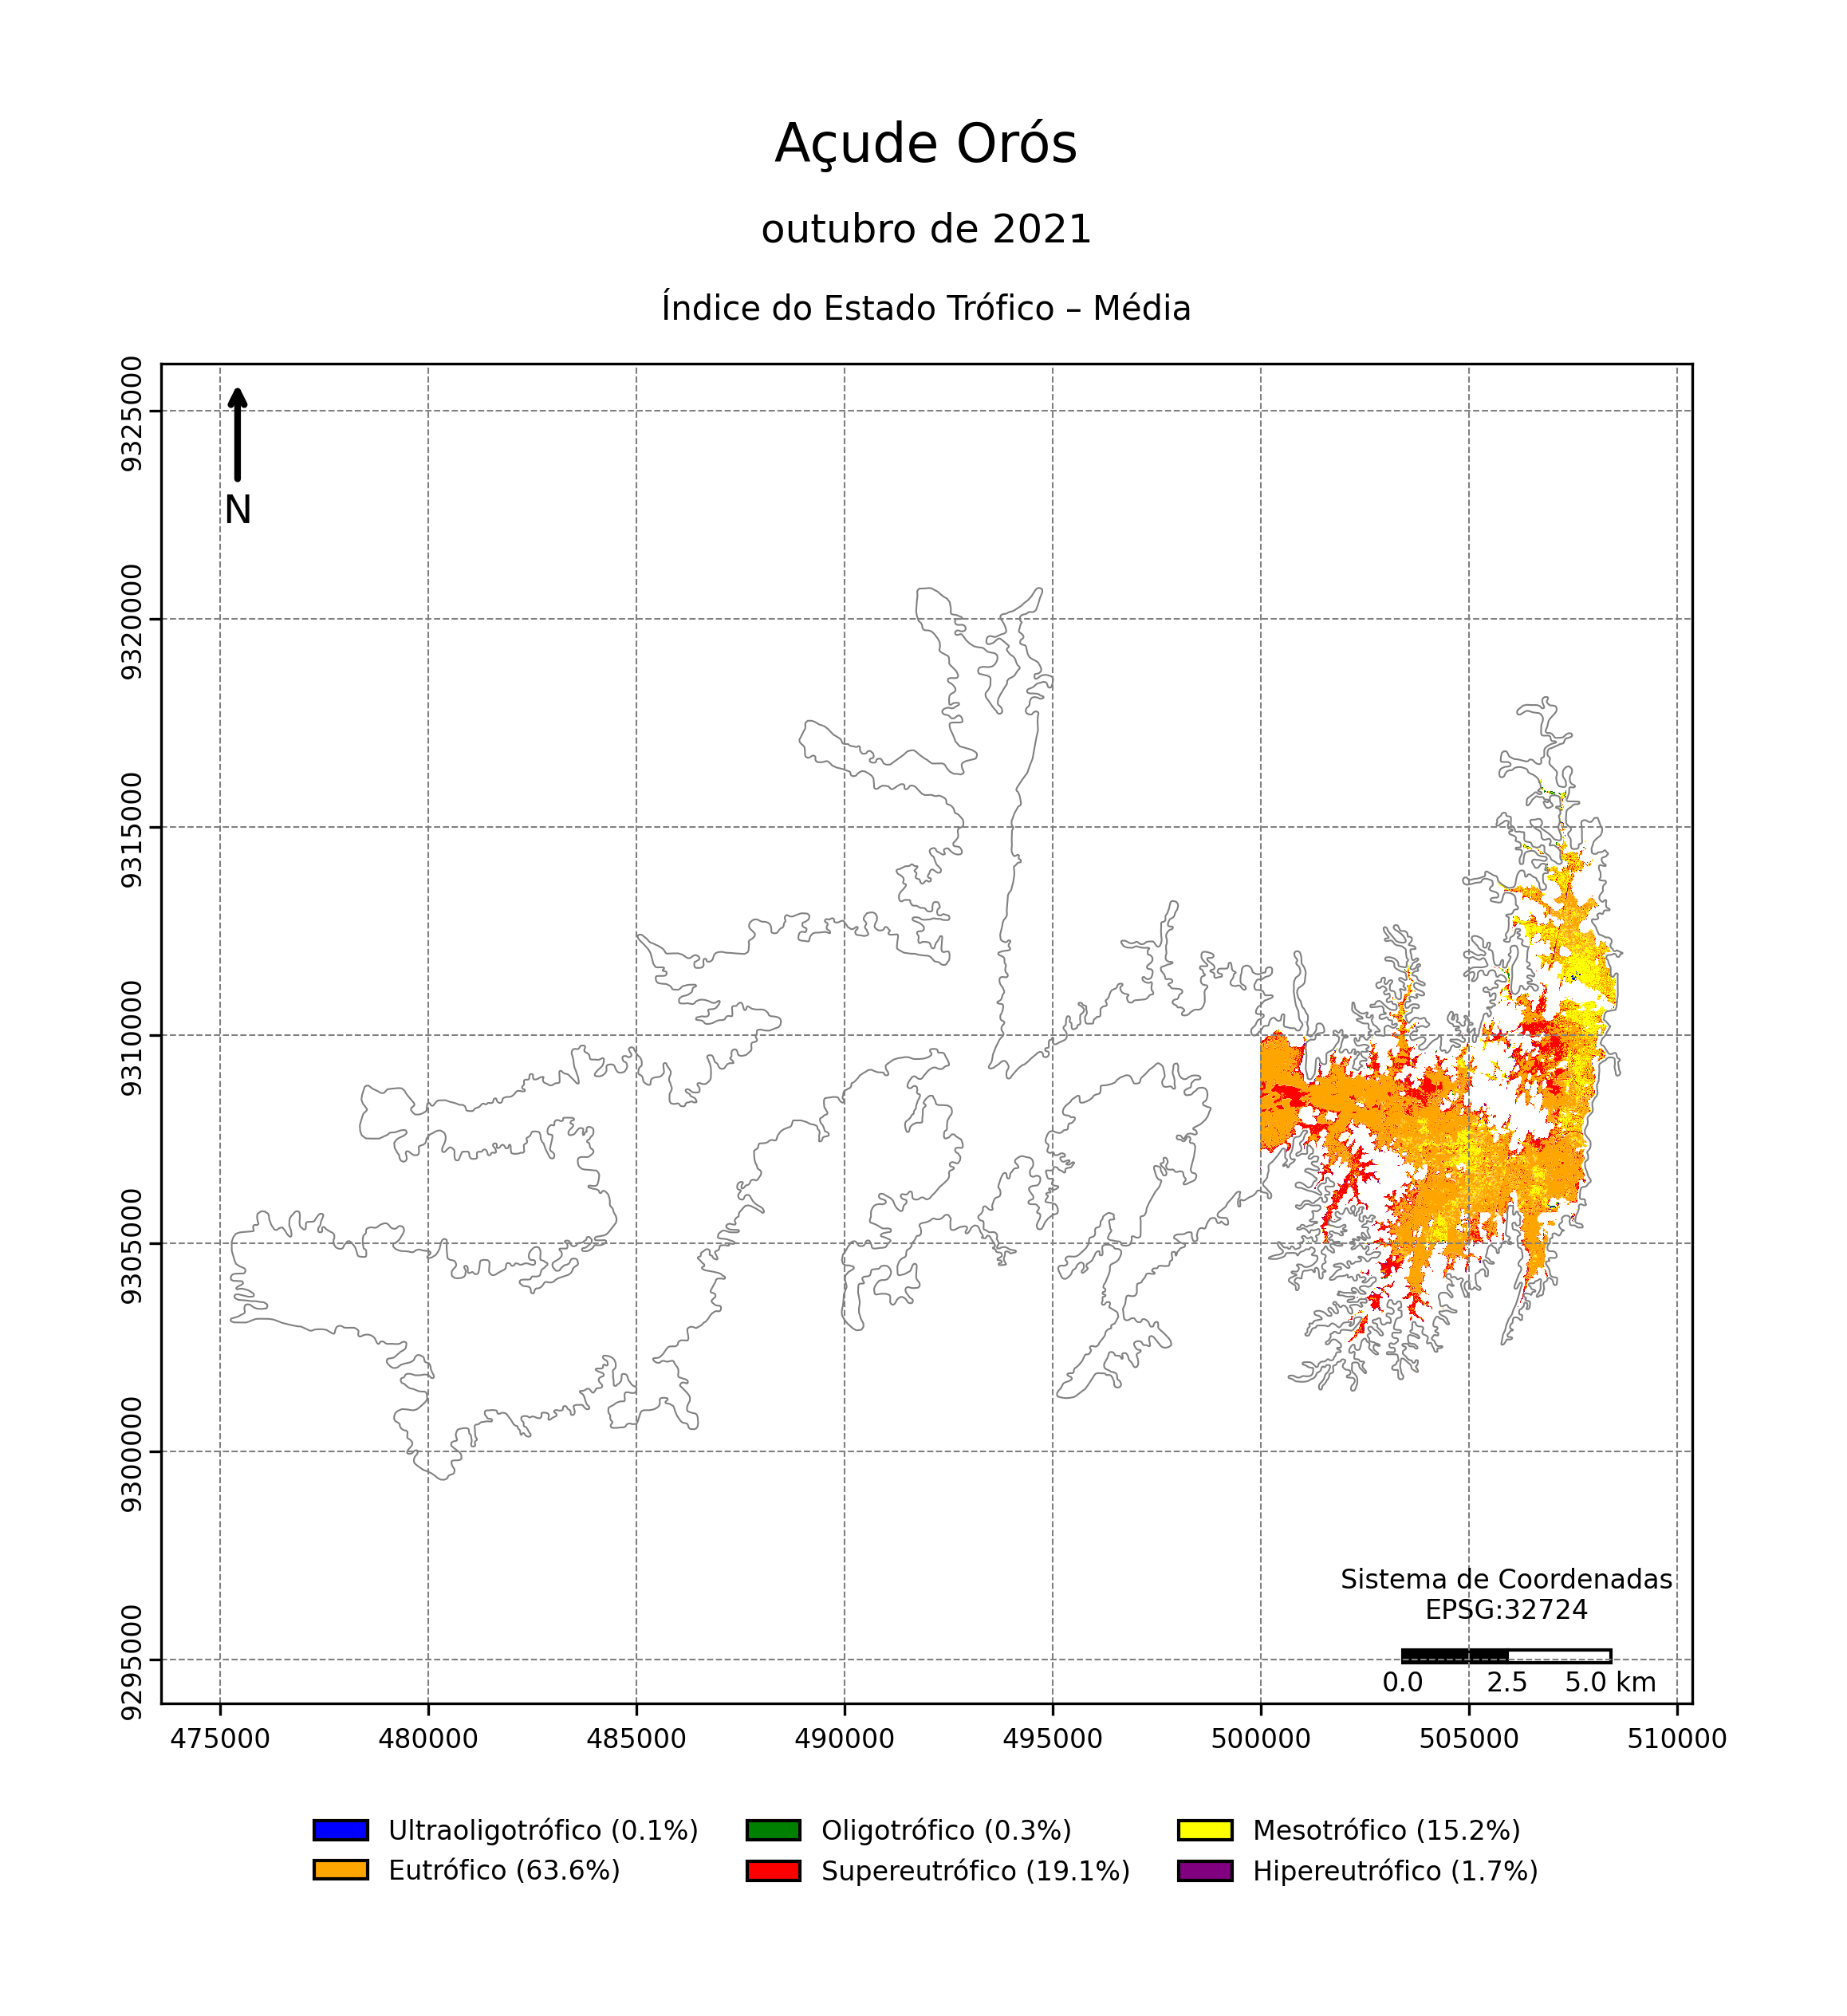 Açude Orós
outubro de 2021
Índice do Estado Trófico – Média
9325000
9320000
9315000
9310000
9305000
9300000
9295000
N
Sistema de Coordenadas
EPSG:32724
0.0 2.5 5.0 km
475000 480000 485000 490000 495000 500000 505000 510000
Ultraoligotrófico (0.1%) Oligotrófico (0.3%) Mesotrófico (15.2%)
Eutrófico (63.6%) Supereutrófico (19.1%) Hipereutrófico (1.7%)